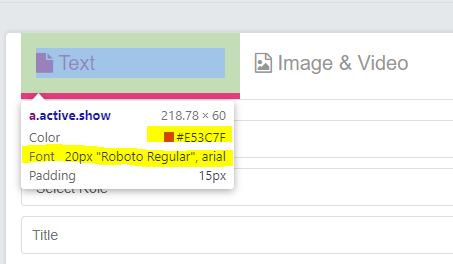 Text
Image & Video
a.active.show 218.78 × 60
Color #E53C7F
Font 20px "Roboto Regular", arial
Padding 15px
Select Role
Title